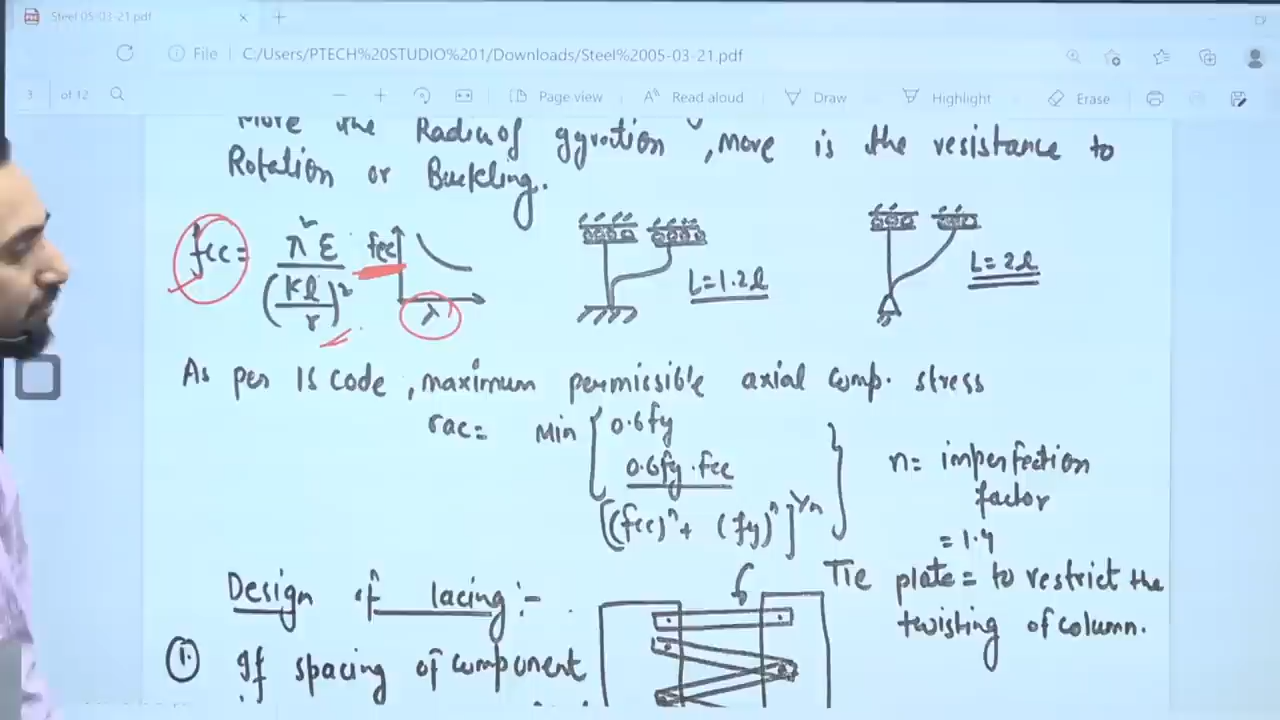 Steel 05-03-21.pdf
File C:/Users/PTECH%20STUDIO%201/Downloads/Steel%2005-03-21.pdf
3 of 12 Page view Read aloud Draw Highlight Erase
More the Radius of gyration, more is the resistance to
Rotation or Buckling.
fcc = π²E / (Kl/r)²
fcc
λ
L=1.2l
L=2l
As per IS code, maximum permissible axial comp. stress
σac= Min { 0.6fy
0.6fy.fcc
[(fcc)ⁿ + (fy)ⁿ]^1/n }
n= imperfection
factor
= 1.4
Design of lacing:-
Tie plate= to restrict the
twisting of column.
1. If spacing of component